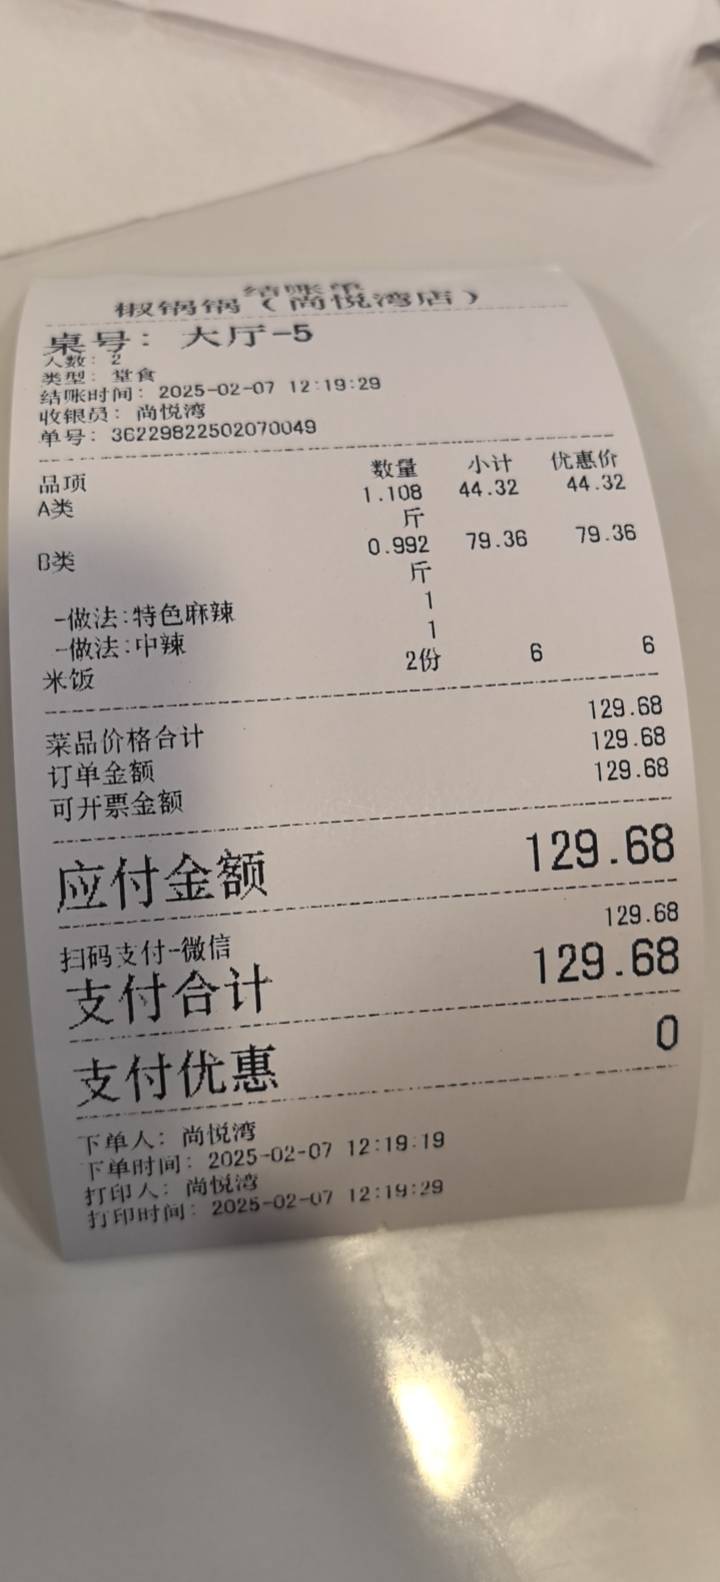 结账单
椒锅锅（尚悦湾店）
桌号: 大厅-5
人数: 2
类型: 堂食
结账时间: 2025-02-07 12:19:29
收银员: 尚悦湾
单号: 36229822502070049
品项 数量 小计 优惠价
A类 1.108 44.32 44.32
斤
B类 0.992 79.36 79.36
斤
-做法:特色麻辣 1
-做法:中辣 1
米饭 2份 6 6
菜品价格合计 129.68
订单金额 129.68
可开票金额 129.68
应付金额 129.68
扫码支付-微信 129.68
支付合计 129.68
支付优惠 0
下单人: 尚悦湾
下单时间: 2025-02-07 12:19:19
打印人: 尚悦湾
打印时间: 2025-02-07 12:19:29